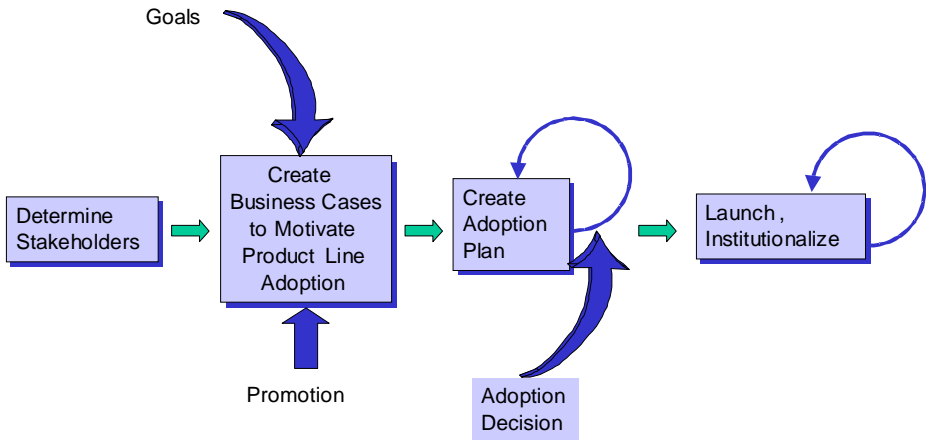 Goals
Determine
Stakeholders
Create
Business Cases
to Motivate
Product Line
Adoption
Create
Adoption
Plan
Launch ,
Institutionalize
Promotion
Adoption
Decision